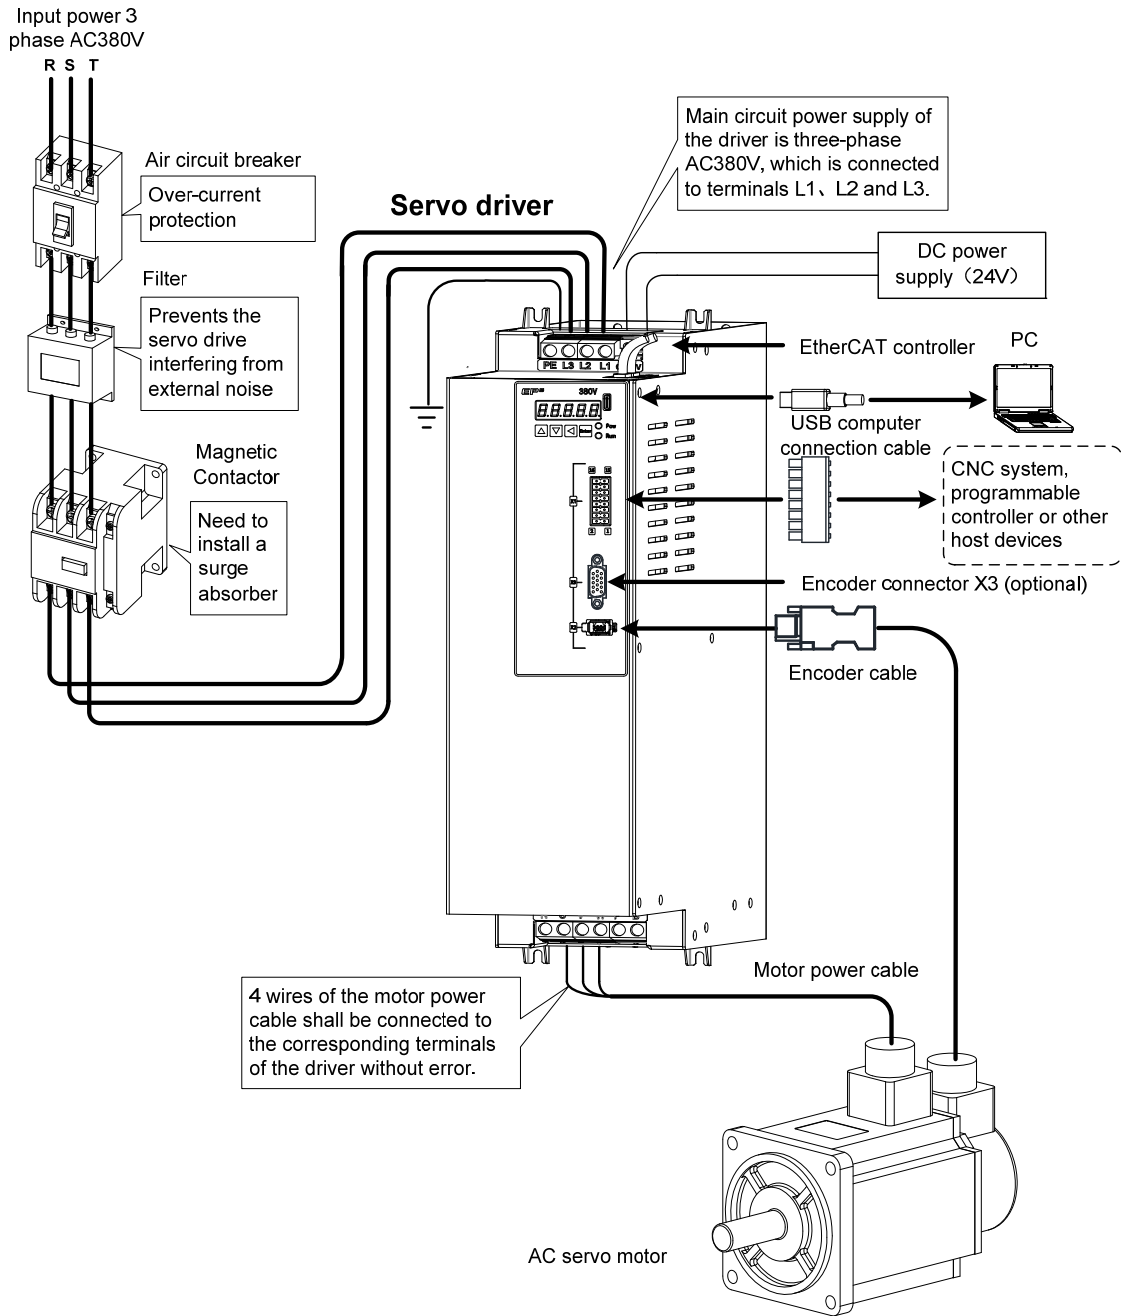 Input power 3
phase AC380V
R S T
Air circuit breaker
Over-current
protection
Filter
Prevents the
servo drive
interfering from
external noise
Magnetic
Contactor
Need to
install a
surge
absorber
Servo driver
Main circuit power supply of
the driver is three-phase
AC380V, which is connected
to terminals L1、L2 and L3.
DC power
supply（24V）
PE L3 L2 L1
EtherCAT controller
PC
380V
Pow
Run
USB computer
connection cable
CNC system,
programmable
controller or other
host devices
Encoder connector X3 (optional)
Encoder cable
Motor power cable
4 wires of the motor power
cable shall be connected to
the corresponding terminals
of the driver without error.
AC servo motor